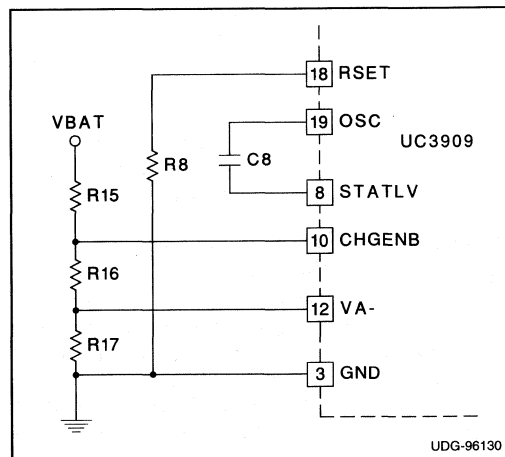 18 RSET
19 OSC
UC3909
VBAT
R8
C8
R15
8 STATLV
10 CHGENB
R16
12 VA-
R17
3 GND
UDG-96130